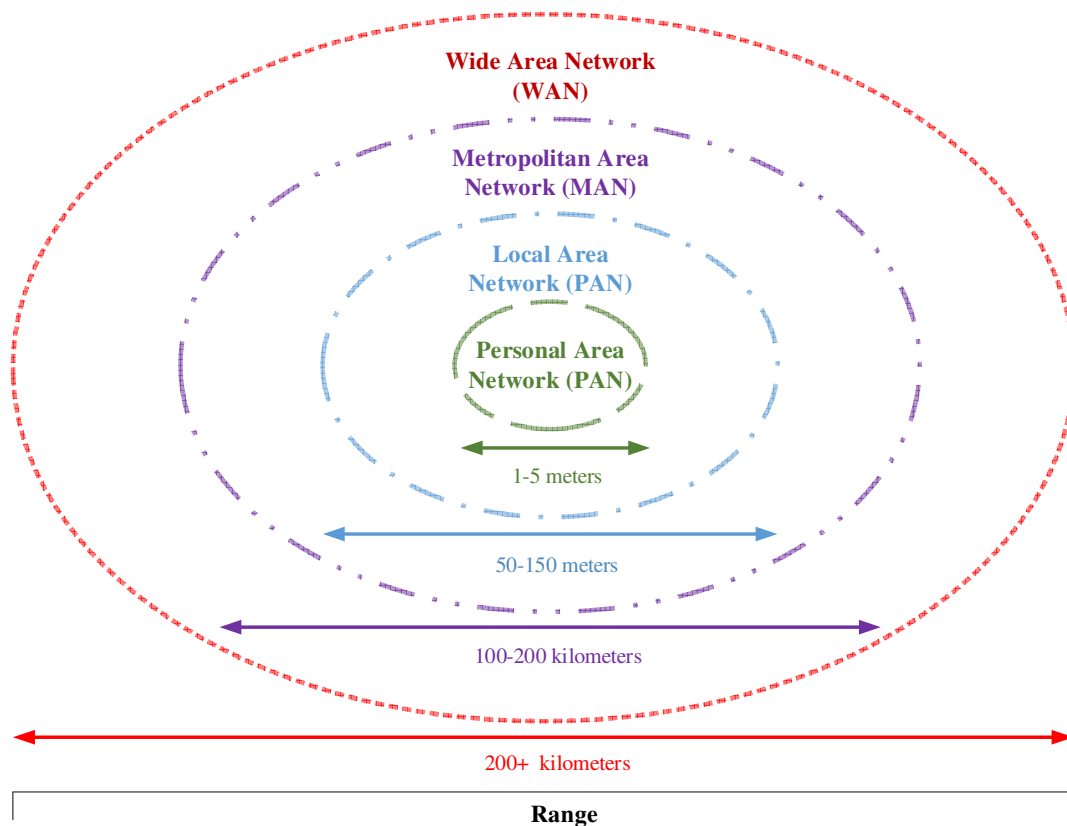 Wide Area Network
(WAN)
Metropolitan Area
Network (MAN)
Local Area
Network (PAN)
Personal Area
Network (PAN)
1-5 meters
50-150 meters
100-200 kilometers
200+ kilometers
Range